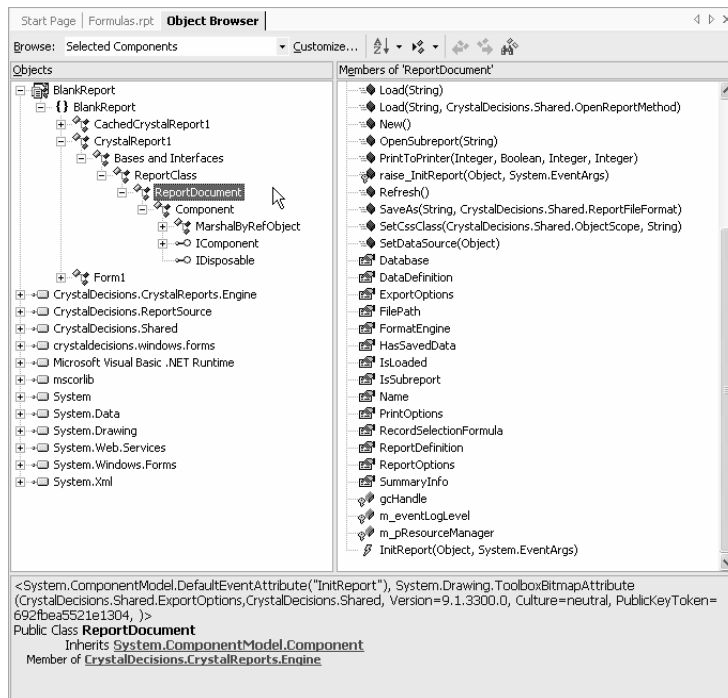 Start Page | Formulas.rpt | Object Browser
Browse: Selected Components Customize...
Objects
BlankReport
{} BlankReport
CachedCrystalReport1
CrystalReport1
Bases and Interfaces
ReportClass
ReportDocument
Component
MarshalByRefObject
IComponent
IDisposable
Form1
CrystalDecisions.CrystalReports.Engine
CrystalDecisions.ReportSource
CrystalDecisions.Shared
crystaldecisions.windows.forms
Microsoft Visual Basic .NET Runtime
mscorlib
System
System.Data
System.Drawing
System.Web.Services
System.Windows.Forms
System.Xml
Members of 'ReportDocument'
Load(String)
Load(String, CrystalDecisions.Shared.OpenReportMethod)
New()
OpenSubreport(String)
PrintToPrinter(Integer, Boolean, Integer, Integer)
raise_InitReport(Object, System.EventArgs)
Refresh()
SaveAs(String, CrystalDecisions.Shared.ReportFileFormat)
SetCssClass(CrystalDecisions.Shared.ObjectScope, String)
SetDataSource(Object)
Database
DataDefinition
ExportOptions
FilePath
FormatEngine
HasSavedData
IsLoaded
IsSubreport
Name
PrintOptions
RecordSelectionFormula
ReportDefinition
ReportOptions
SummaryInfo
gcHandle
m_eventLogLevel
m_pResourceManager
InitReport(Object, System.EventArgs)
<System.ComponentModel.DefaultEventAttribute("InitReport"), System.Drawing.ToolboxBitmapAttribute
(CrystalDecisions.Shared.ExportOptions,CrystalDecisions.Shared, Version=9.1.3300.0, Culture=neutral, PublicKeyToken=
692fbea5521e1304, )>
Public Class ReportDocument
Inherits System.ComponentModel.Component
Member of CrystalDecisions.CrystalReports.Engine